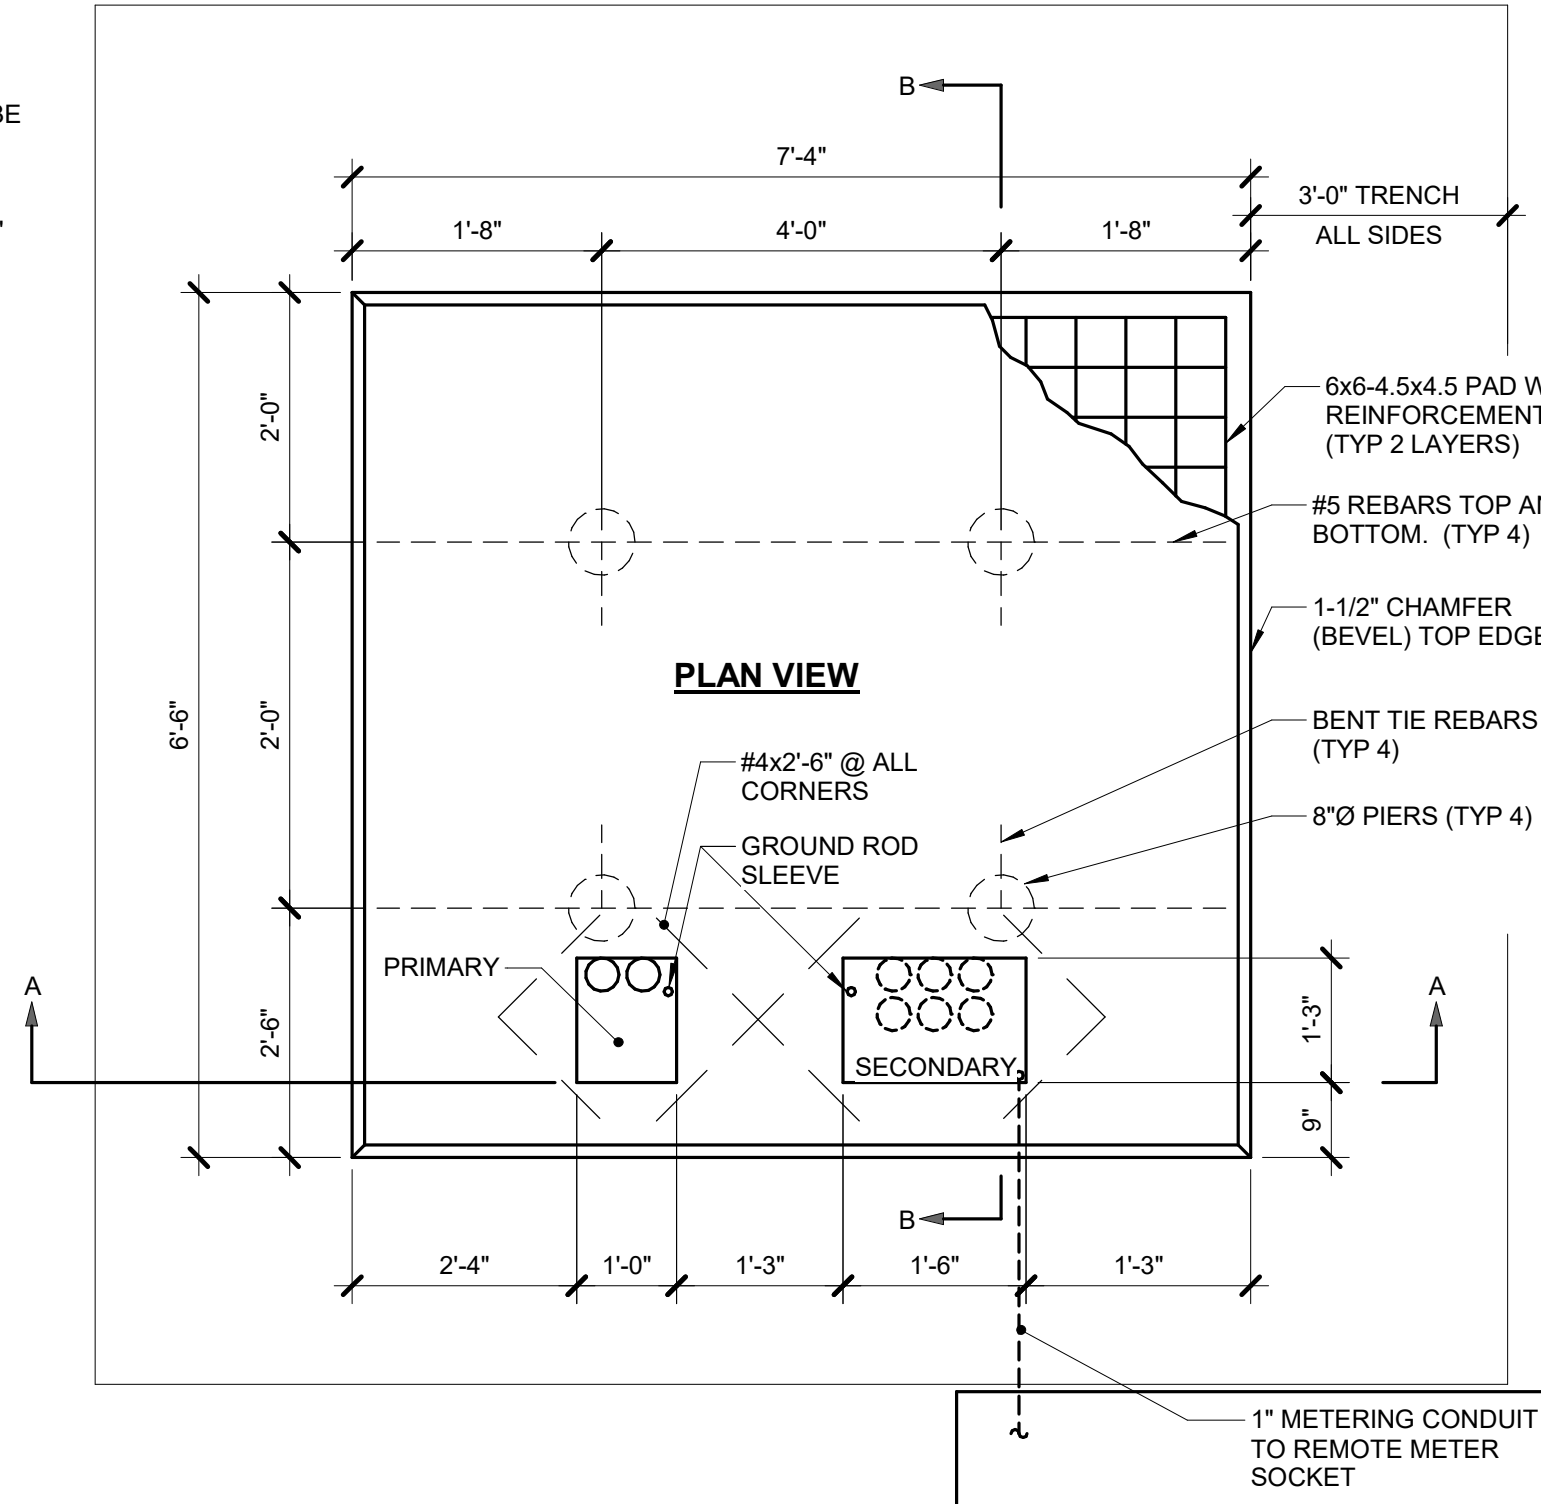 BE
B
7'-4"
3'-0" TRENCH
ALL SIDES
1'-8"
4'-0"
1'-8"
6x6-4.5x4.5 PAD
REINFORCEMENT
(TYP 2 LAYERS)
2'-0"
#5 REBARS TOP
BOTTOM. (TYP 4)
1-1/2" CHAMFER
(BEVEL) TOP EDGE
PLAN VIEW
6'-6"
2'-0"
BENT TIE REBARS
(TYP 4)
#4x2'-6" @ ALL
CORNERS
8"Ø PIERS (TYP 4)
GROUND ROD
SLEEVE
PRIMARY
A
A
2'-6"
1'-3"
SECONDARY
9"
B
2'-4"
1'-0"
1'-3"
1'-6"
1'-3"
1" METERING CONDUIT
TO REMOTE METER
SOCKET